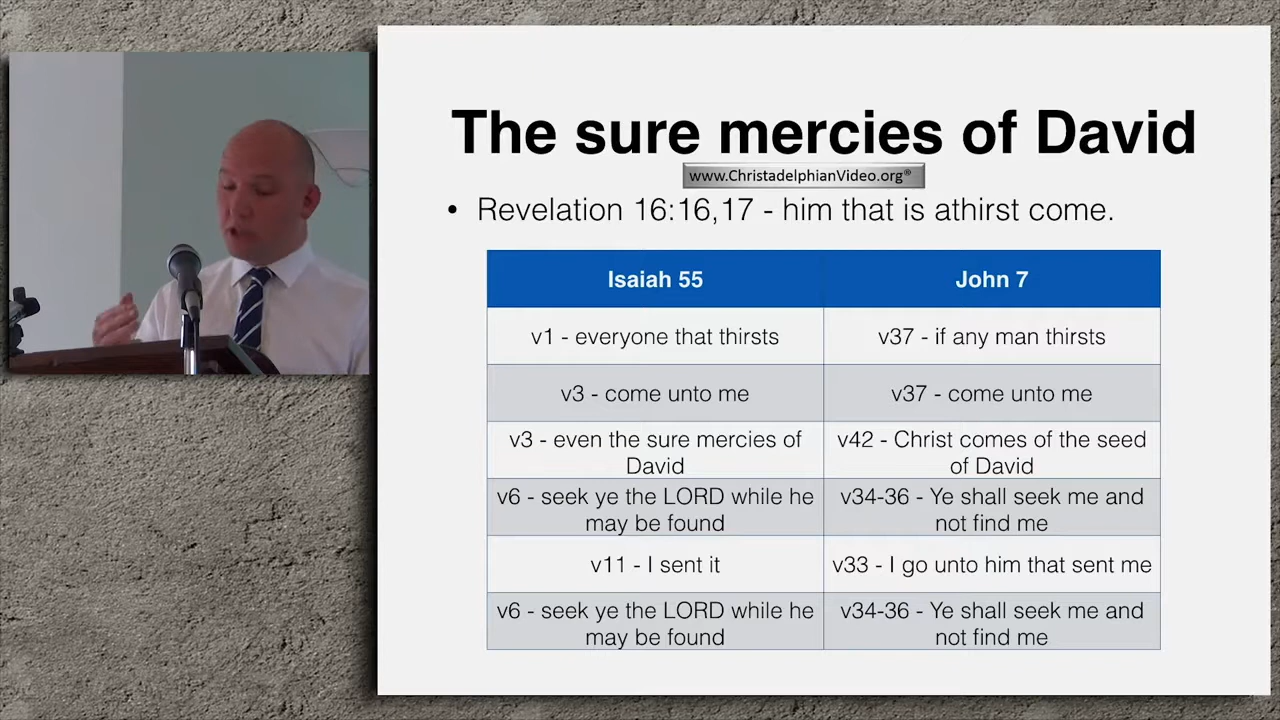 The sure mercies of David
www.ChristadelphianVideo.org®
• Revelation 16:16,17 - him that is athirst come.
Isaiah 55
John 7
v1 - everyone that thirsts
v37 - if any man thirsts
v3 - come unto me
v37 - come unto me
v3 - even the sure mercies of
David
v42 - Christ comes of the seed
of David
v6 - seek ye the LORD while he
may be found
v34-36 - Ye shall seek me and
not find me
v11 - I sent it
v33 - I go unto him that sent me
v6 - seek ye the LORD while he
may be found
v34-36 - Ye shall seek me and
not find me